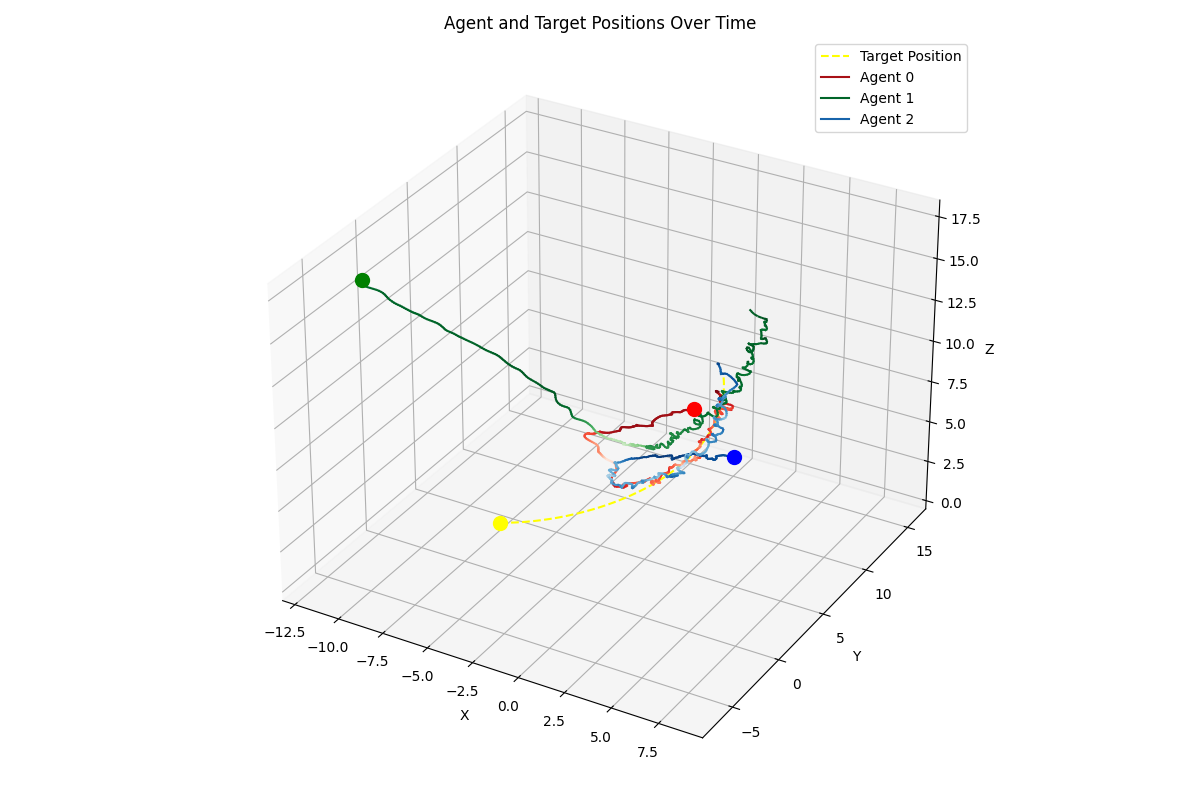 Agent and Target Positions Over Time
Target Position
Agent 0
Agent 1
Agent 2
17.5
15.0
12.5
10.0
7.5
5.0
2.5
0.0
Z
15
10
5
0
−5
Y
−12.5
−10.0
−7.5
−5.0
−2.5
0.0
2.5
5.0
7.5
X